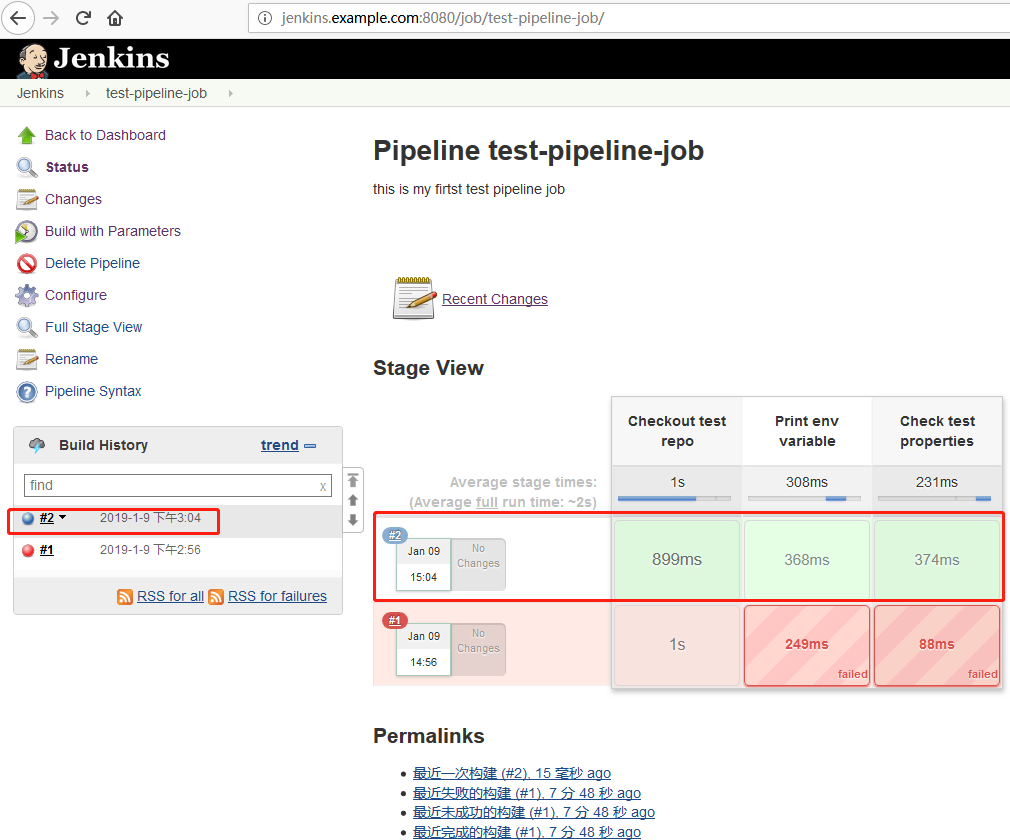 jenkins.example.com:8080/job/test-pipeline-job/
Jenkins
Jenkins test-pipeline-job
Back to Dashboard
Status
Changes
Build with Parameters
Delete Pipeline
Configure
Full Stage View
Rename
Pipeline Syntax
Build History trend
find x
#2 2019-1-9 下午3:04
#1 2019-1-9 下午2:56
RSS for all RSS for failures
Pipeline test-pipeline-job
this is my firtst test pipeline job
Recent Changes
Stage View
Checkout test
repo
Print env
variable
Check test
properties
Average stage times:
(Average full run time: ~2s)
1s 308ms 231ms
#2
Jan 09
15:04
No
Changes
899ms 368ms 374ms
#1
Jan 09
14:56
No
Changes
1s 249ms 88ms
failed failed
Permalinks
最近一次构建 (#2), 15 毫秒 ago
最近失败的构建 (#1), 7 分 48 秒 ago
最近未成功的构建 (#1), 7 分 48 秒 ago
最近完成的构建 (#1), 7 分 48 秒 ago